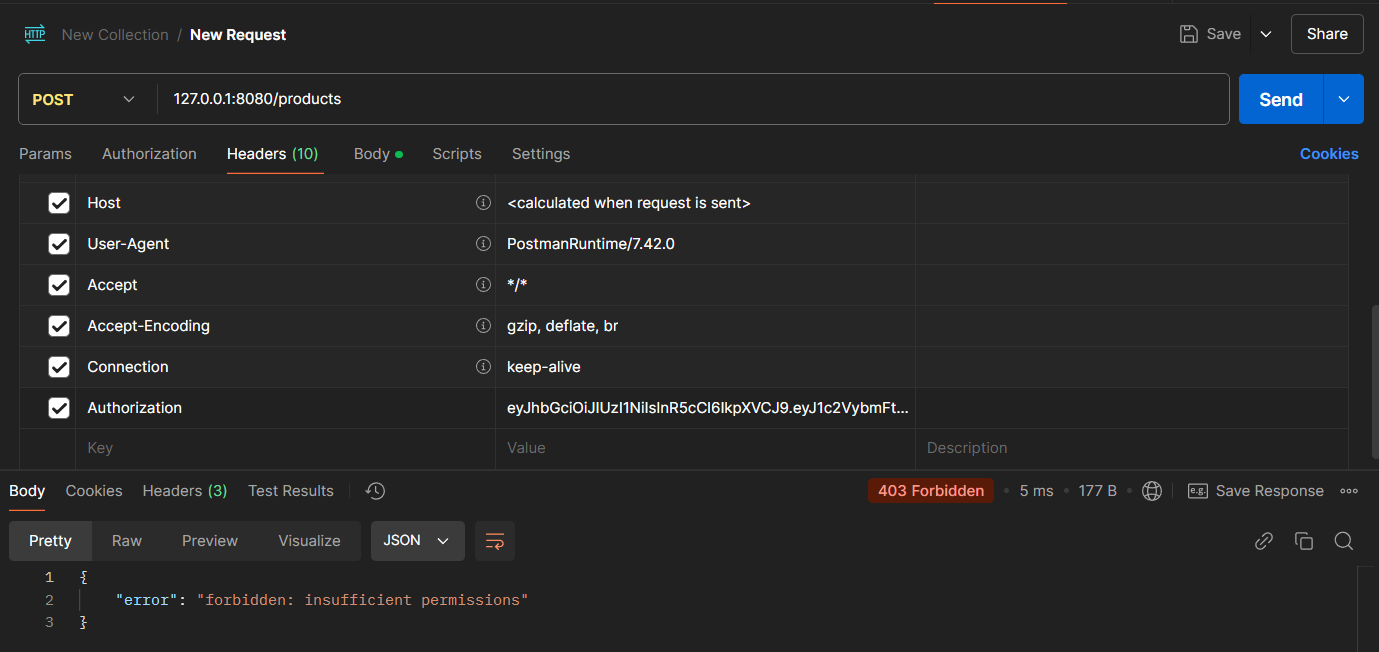 HTTP New Collection / New Request Save Share
POST 127.0.0.1:8080/products Send
Params Authorization Headers (10) Body Scripts Settings Cookies
Host <calculated when request is sent>
User-Agent PostmanRuntime/7.42.0
Accept */*
Accept-Encoding gzip, deflate, br
Connection keep-alive
Authorization eyJhbGciOiJIUzI1NiIsInR5cCI6IkpXVCJ9.eyJ1c2VybmFt...
Key Value Description
Body Cookies Headers (3) Test Results 403 Forbidden 5 ms 177 B e.g. Save Response
Pretty Raw Preview Visualize JSON
1 {
2 "error": "forbidden: insufficient permissions"
3 }